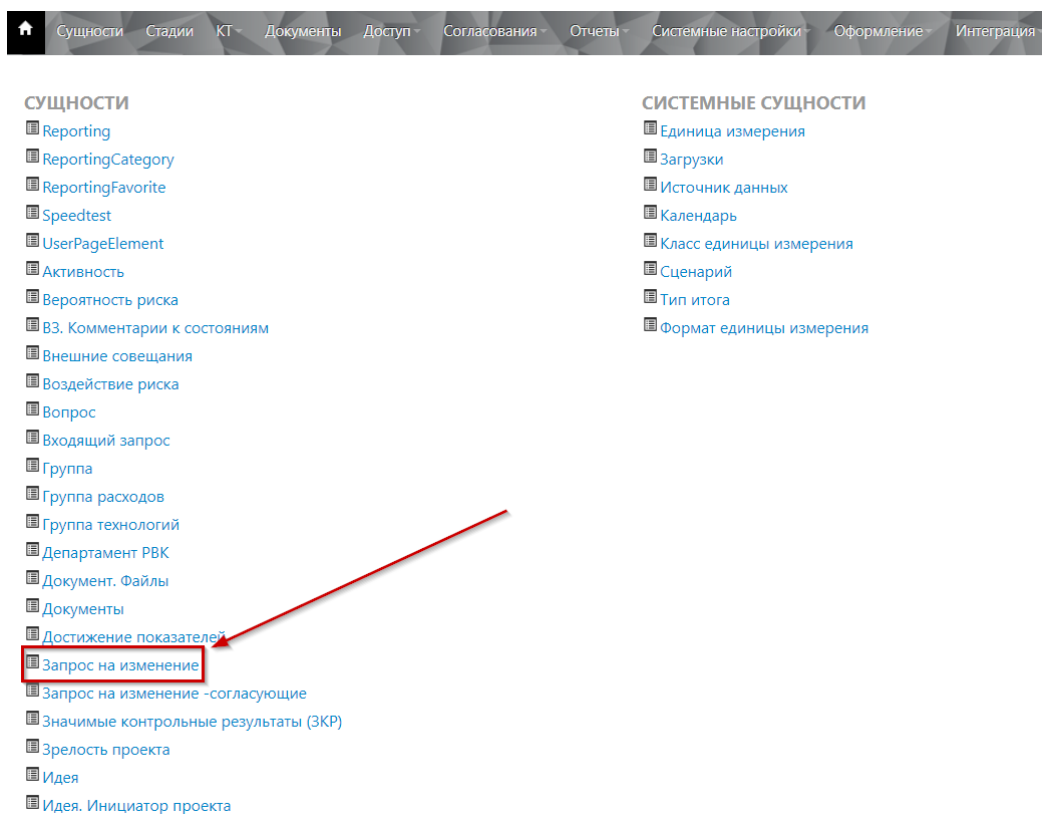 Сущности Стадии КТ Документы Доступ Согласования Отчеты Системные настройки Оформление Интеграция
СУЩНОСТИ
Reporting
ReportingCategory
ReportingFavorite
Speedtest
UserPageElement
Активность
Вероятность риска
ВЗ. Комментарии к состояниям
Внешние совещания
Воздействие риска
Вопрос
Входящий запрос
Группа
Группа расходов
Группа технологий
Департамент РВК
Документ. Файлы
Документы
Достижение показателей
Запрос на изменение
Запрос на изменение -согласующие
Значимые контрольные результаты (ЗКР)
Зрелость проекта
Идея
Идея. Инициатор проекта
СИСТЕМНЫЕ СУЩНОСТИ
Единица измерения
Загрузки
Источник данных
Календарь
Класс единицы измерения
Сценарий
Тип итога
Формат единицы измерения